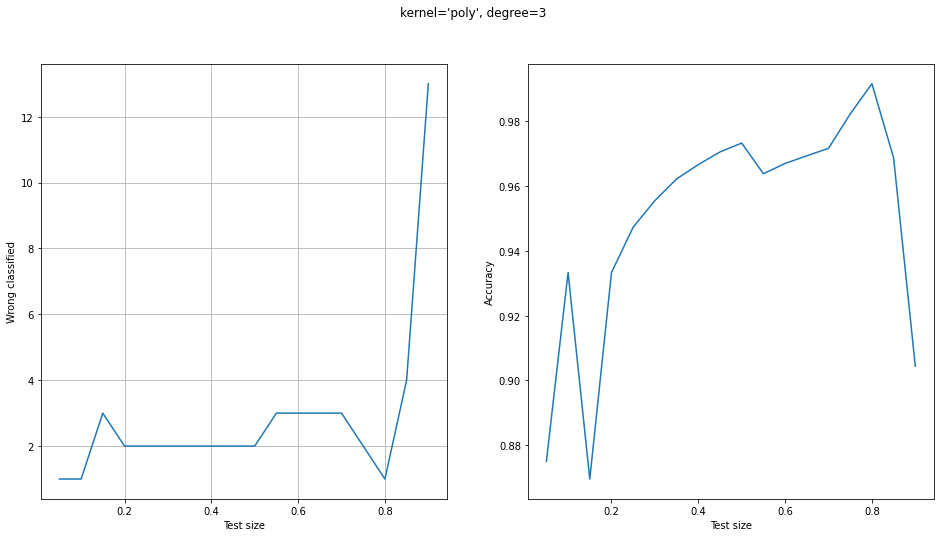 kernel='poly', degree=3
12
10
8
6
4
2
Wrong classified
0.2 0.4 0.6 0.8
Test size
0.98
0.96
0.94
0.92
0.90
0.88
Accuracy
0.2 0.4 0.6 0.8
Test size